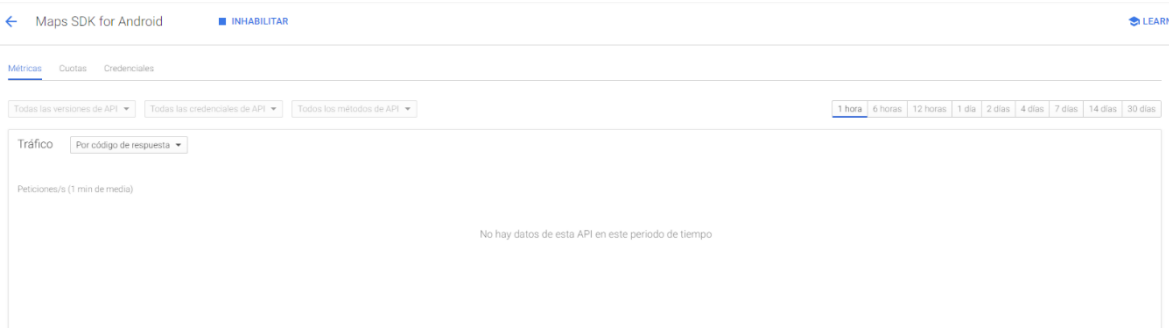 Maps SDK for Android INHABILITAR LEARN
Métricas Cuotas Credenciales
Todas las versiones de API Todas las credenciales de API Todos los métodos de API 1 hora 6 horas 12 horas 1 día 2 días 4 días 7 días 14 días 30 días
Tráfico Por código de respuesta
Peticiones/s (1 min de media)
No hay datos de esta API en este periodo de tiempo